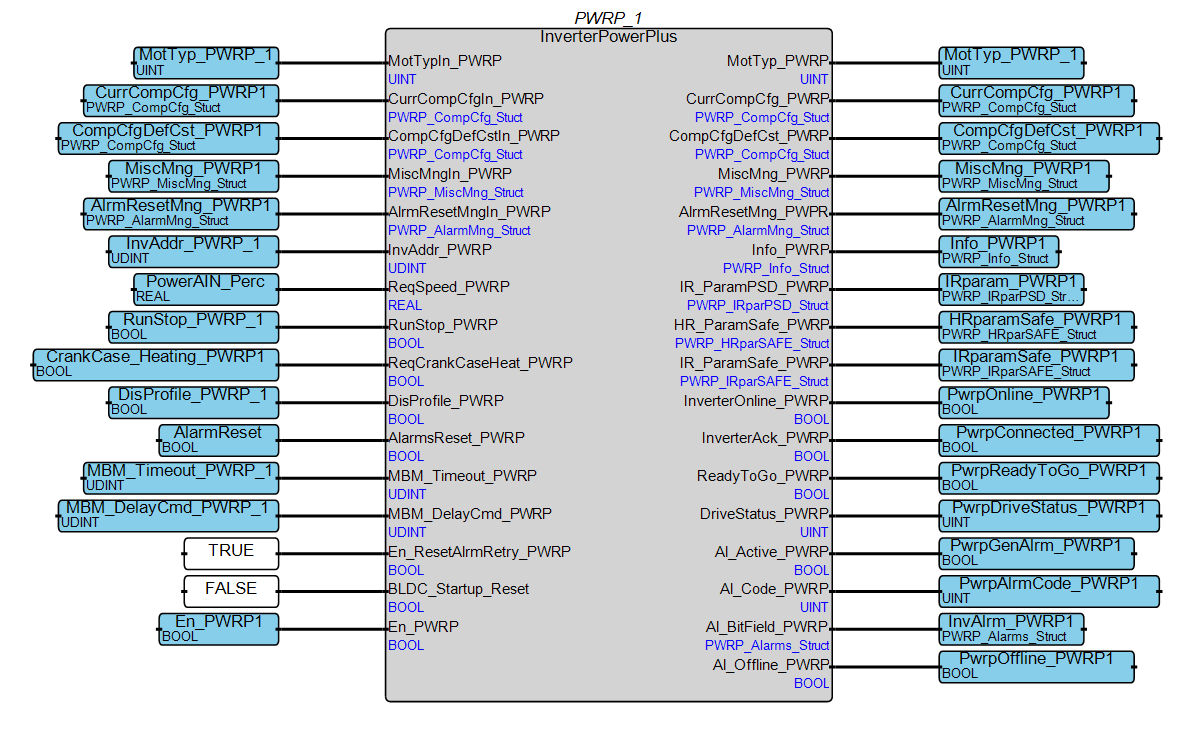 PWRP_1
InverterPowerPlus
MotTyp_PWRP_1
UINT
MotTypIn_PWRP
UINT
MotTyp_PWRP
UINT
MotTyp_PWRP_1
UINT
CurrCompCfg_PWRP1
PWRP_CompCfg_Stuct
CurrCompCfgIn_PWRP
PWRP_CompCfg_Stuct
CurrCompCfg_PWRP
PWRP_CompCfg_Stuct
CurrCompCfg_PWRP1
PWRP_CompCfg_Stuct
CompCfgDefCst_PWRP1
PWRP_CompCfg_Stuct
CompCfgDefCstIn_PWRP
PWRP_CompCfg_Stuct
CompCfgDefCst_PWRP
PWRP_CompCfg_Stuct
CompCfgDefCst_PWRP1
PWRP_CompCfg_Stuct
MiscMng_PWRP1
PWRP_MiscMng_Struct
MiscMngIn_PWRP
PWRP_MiscMng_Struct
MiscMng_PWRP
PWRP_MiscMng_Struct
MiscMng_PWRP1
PWRP_MiscMng_Struct
AlrmResetMng_PWRP1
PWRP_AlarmMng_Struct
AlrmResetMngIn_PWRP
PWRP_AlarmMng_Struct
AlrmResetMng_PWPR
PWRP_AlarmMng_Struct
AlrmResetMng_PWRP1
PWRP_AlarmMng_Struct
InvAddr_PWRP_1
UDINT
InvAddr_PWRP
UDINT
Info_PWRP
PWRP_Info_Struct
Info_PWRP1
PWRP_Info_Struct
PowerAIN_Perc
REAL
ReqSpeed_PWRP
REAL
IR_ParamPSD_PWRP
PWRP_IRparPSD_Struct
IRparam_PWRP1
PWRP_IRparPSD_Str...
RunStop_PWRP_1
BOOL
RunStop_PWRP
BOOL
HR_ParamSafe_PWRP
PWRP_HRparSAFE_Struct
HRparamSafe_PWRP1
PWRP_HRparSAFE_Struct
CrankCase_Heating_PWRP1
BOOL
ReqCrankCaseHeat_PWRP
BOOL
IR_ParamSafe_PWRP
PWRP_IRparSAFE_Struct
IRparamSafe_PWRP1
PWRP_IRparSAFE_Struct
DisProfile_PWRP_1
BOOL
DisProfile_PWRP
BOOL
InverterOnline_PWRP
BOOL
PwrpOnline_PWRP1
BOOL
AlarmReset
BOOL
AlarmsReset_PWRP
BOOL
InverterAck_PWRP
BOOL
PwrpConnected_PWRP1
BOOL
MBM_Timeout_PWRP_1
UDINT
MBM_Timeout_PWRP
UDINT
ReadyToGo_PWRP
BOOL
PwrpReadyToGo_PWRP1
BOOL
MBM_DelayCmd_PWRP_1
UDINT
MBM_DelayCmd_PWRP
UDINT
DriveStatus_PWRP
UINT
PwrpDriveStatus_PWRP1
UINT
TRUE
En_ResetAlrmRetry_PWRP
BOOL
Al_Active_PWRP
BOOL
PwrpGenAlrm_PWRP1
BOOL
FALSE
BLDC_Startup_Reset
BOOL
Al_Code_PWRP
UINT
PwrpAlrmCode_PWRP1
UINT
En_PWRP1
BOOL
En_PWRP
BOOL
Al_BitField_PWRP
PWRP_Alarms_Struct
InvAlrm_PWRP1
PWRP_Alarms_Struct
Al_Offline_PWRP
BOOL
PwrpOffline_PWRP1
BOOL